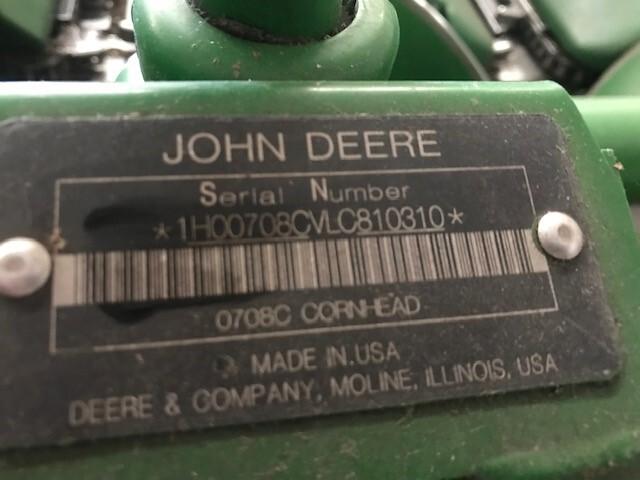 JOHN DEERE
Serial Number
*1H00708CVLC810310*
0708C CORNHEAD
MADE IN.USA
DEERE & COMPANY, MOLINE, ILLINOIS, USA